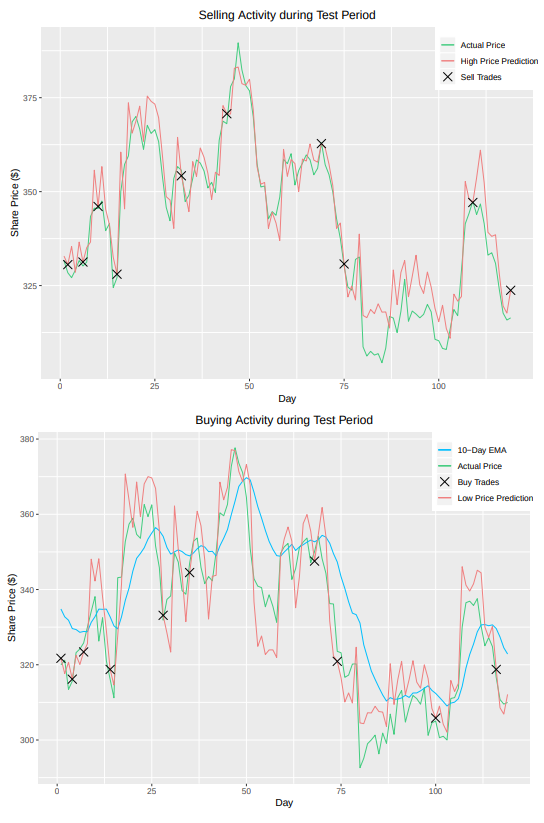 Selling Activity during Test Period
Actual Price
High Price Prediction
Sell Trades
375
350
325
Share Price ($)
0
25
50
75
100
Day
Buying Activity during Test Period
10−Day EMA
Actual Price
Buy Trades
Low Price Prediction
380
360
340
320
300
Share Price ($)
0
25
50
75
100
Day